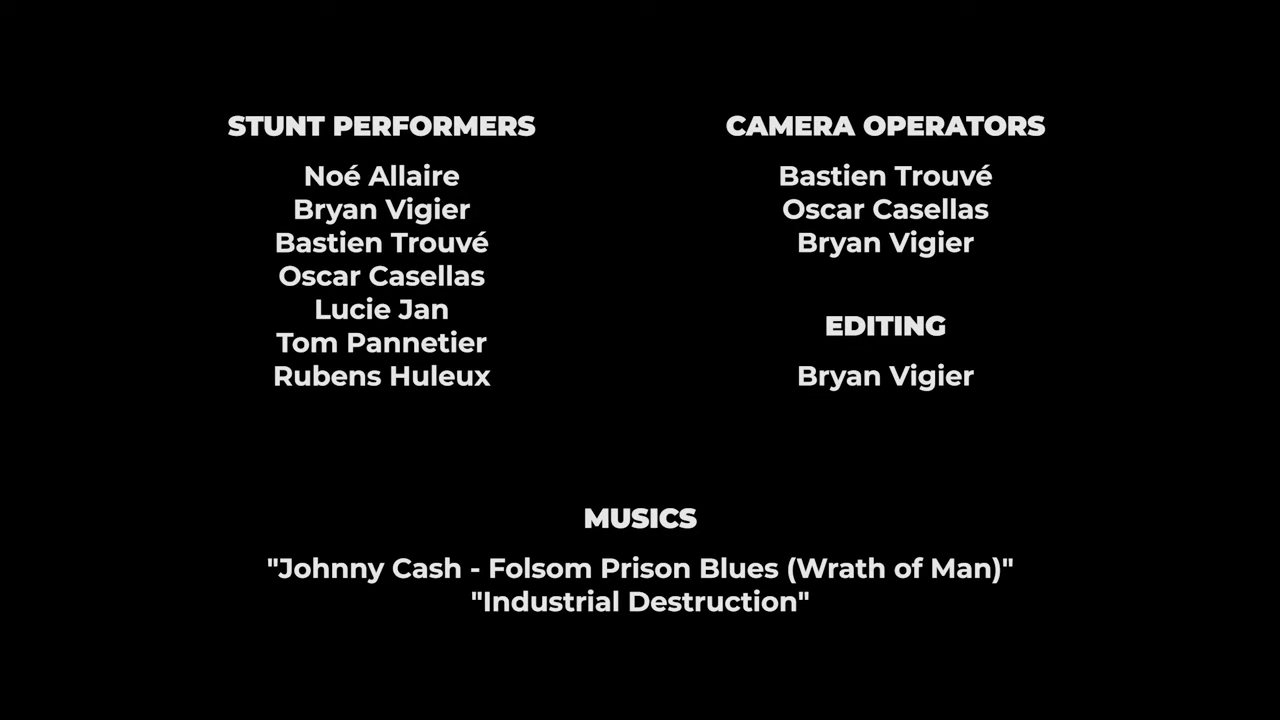 STUNT PERFORMERS
Noé Allaire
Bryan Vigier
Bastien Trouvé
Oscar Casellas
Lucie Jan
Tom Pannetier
Rubens Huleux
CAMERA OPERATORS
Bastien Trouvé
Oscar Casellas
Bryan Vigier
EDITING
Bryan Vigier
MUSICS
"Johnny Cash - Folsom Prison Blues (Wrath of Man)"
"Industrial Destruction"